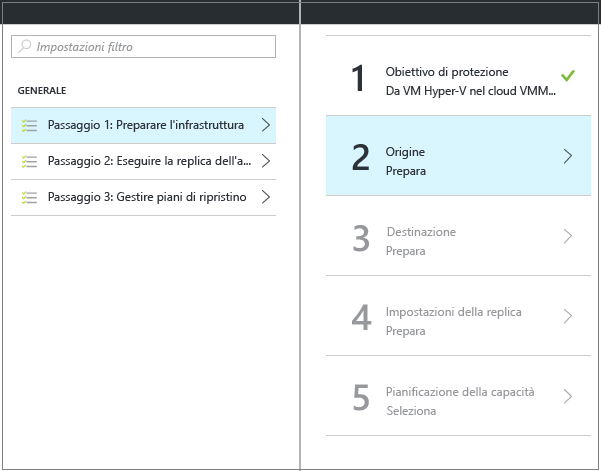 Impostazioni filtro
GENERALE
Passaggio 1: Preparare l'infrastruttura
Passaggio 2: Eseguire la replica dell'a...
Passaggio 3: Gestire piani di ripristino
1
Obiettivo di protezione
Da VM Hyper-V nel cloud VMM...
2
Origine
Prepara
3
Destinazione
Prepara
4
Impostazioni della replica
Prepara
5
Pianificazione della capacità
Seleziona